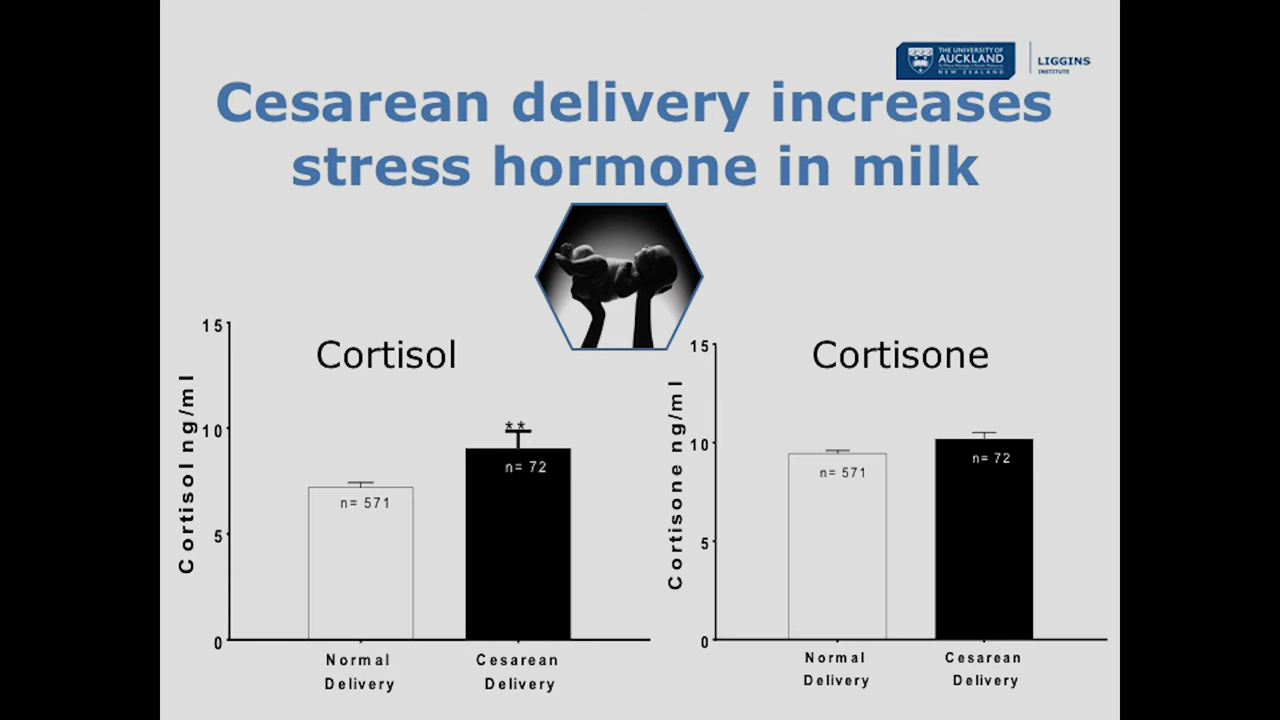 THE UNIVERSITY OF
AUCKLAND
NEW ZEALAND
LIGGINS
INSTITUTE
Cesarean delivery increases
stress hormone in milk
Cortisol
Cortisol ng/ml
15
10
5
0
**
n= 571
n= 72
Normal
Delivery
Cesarean
Delivery
Cortisone
Cortisone ng/ml
15
10
5
0
n= 571
n= 72
Normal
Delivery
Cesarean
Delivery